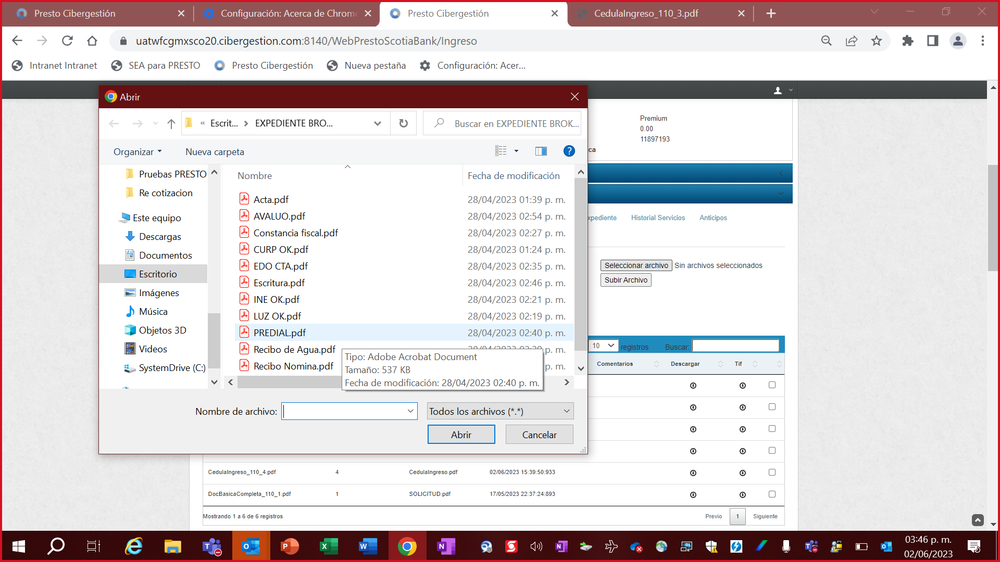 Presto Cibergestión
Configuración: Acerca de Chrome
Presto Cibergestión
CedulaIngreso_110_3.pdf
uatwfcgmxsco20.cibergestion.com:8140/WebPrestoScotiaBank/Ingreso
Intranet Intranet
SEA para PRESTO
Presto Cibergestión
Nueva pestaña
Configuración: Acer...
Abrir
« Escrit... > EXPEDIENTE BRO...
Buscar en EXPEDIENTE BROK...
Organizar
Nueva carpeta
Pruebas PRESTO
Re cotizacion
Este equipo
Descargas
Documentos
Escritorio
Imágenes
Música
Objetos 3D
Videos
SystemDrive (C:)
Nombre
Fecha de modificación
Acta.pdf 28/04/2023 01:39 p. m.
AVALUO.pdf 28/04/2023 02:54 p. m.
Constancia fiscal.pdf 28/04/2023 02:27 p. m.
CURP OK.pdf 28/04/2023 01:24 p. m.
EDO CTA.pdf 28/04/2023 02:35 p. m.
Escritura.pdf 28/04/2023 02:46 p. m.
INE OK.pdf 28/04/2023 02:21 p. m.
LUZ OK.pdf 28/04/2023 02:19 p. m.
PREDIAL.pdf 28/04/2023 02:40 p. m.
Recibo de Agua.pdf p. m.
Recibo Nomina.pdf p. m.
Tipo: Adobe Acrobat Document
Tamaño: 537 KB
Fecha de modificación: 28/04/2023 02:40 p. m.
Nombre de archivo:
Todos los archivos (*.*)
Abrir
Cancelar
Premium
0.00
11897193
ca
xpediente
Historial Servicios
Anticipos
Seleccionar archivo Sin archivos seleccionados
Subir Archivo
10 registros
Buscar:
Comentarios
Descargar
Tif
CedulaIngreso_110_4.pdf 4 CedulaIngreso.pdf 02/06/2023 15:39:50:933
DocBasicaCompleta_110_1.pdf 1 SOLICITUD.pdf 17/05/2023 22:37:24:893
Mostrando 1 a 6 de 6 registros
Previo 1 Siguiente
03:46 p. m.
02/06/2023